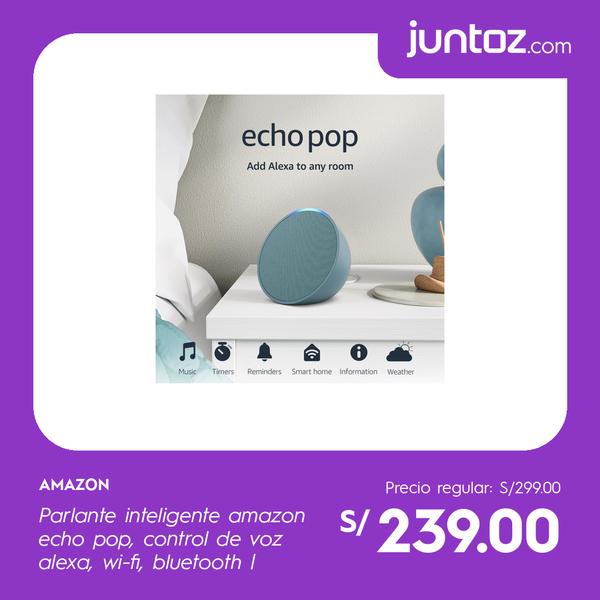 juntoz.com
echo pop
Add Alexa to any room
Music Timers Reminders Smart home Information Weather
AMAZON
Parlante inteligente amazon
echo pop, control de voz
alexa, wi-fi, bluetooth |
Precio regular: S/299.00
S/ 239.00